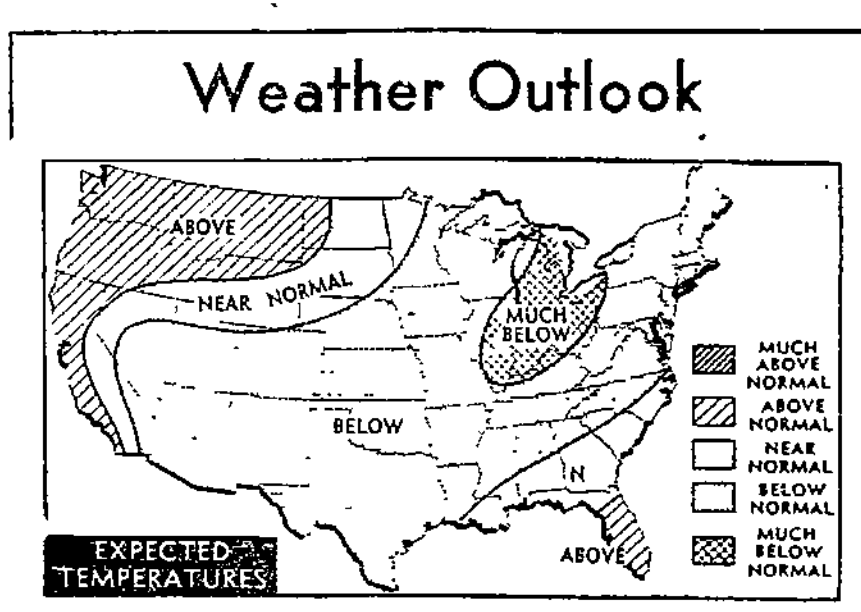 Weather Outlook
ABOVE
NEAR NORMAL
MUCH
BELOW
BELOW
N
ABOVE
MUCH
ABOVE
NORMAL
ABOVE
NORMAL
NEAR
NORMAL
BELOW
NORMAL
MUCH
BELOW
NORMAL
EXPECTED
TEMPERATURES